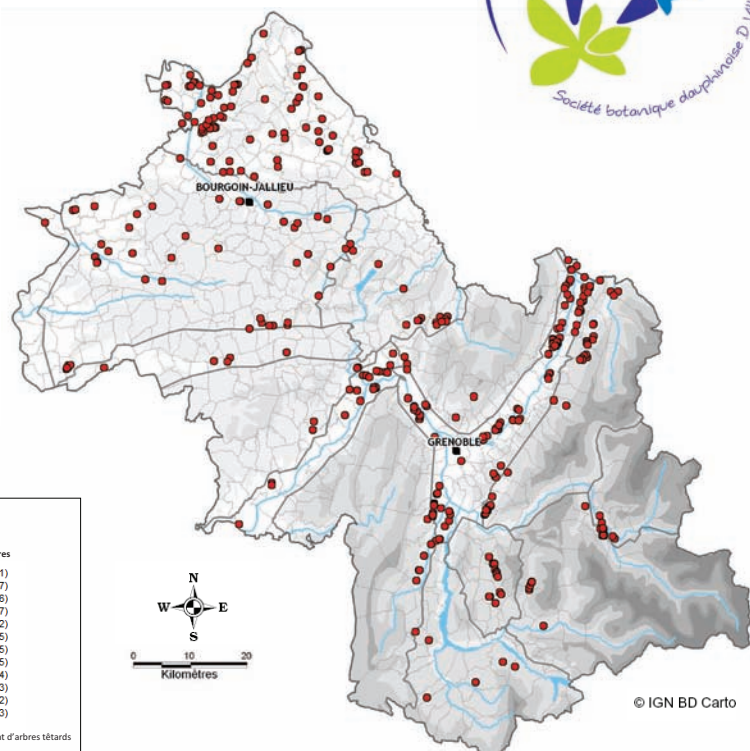 Société botanique dauphinoise D
BOURGOIN-JALLIEU
GRENOBLE
res
1)
7)
6)
7)
2)
5)
5)
5)
4)
3)
2)
3)
t d'arbres têtards
N
W E
S
0 10 20
Kilomètres
© IGN BD Carto